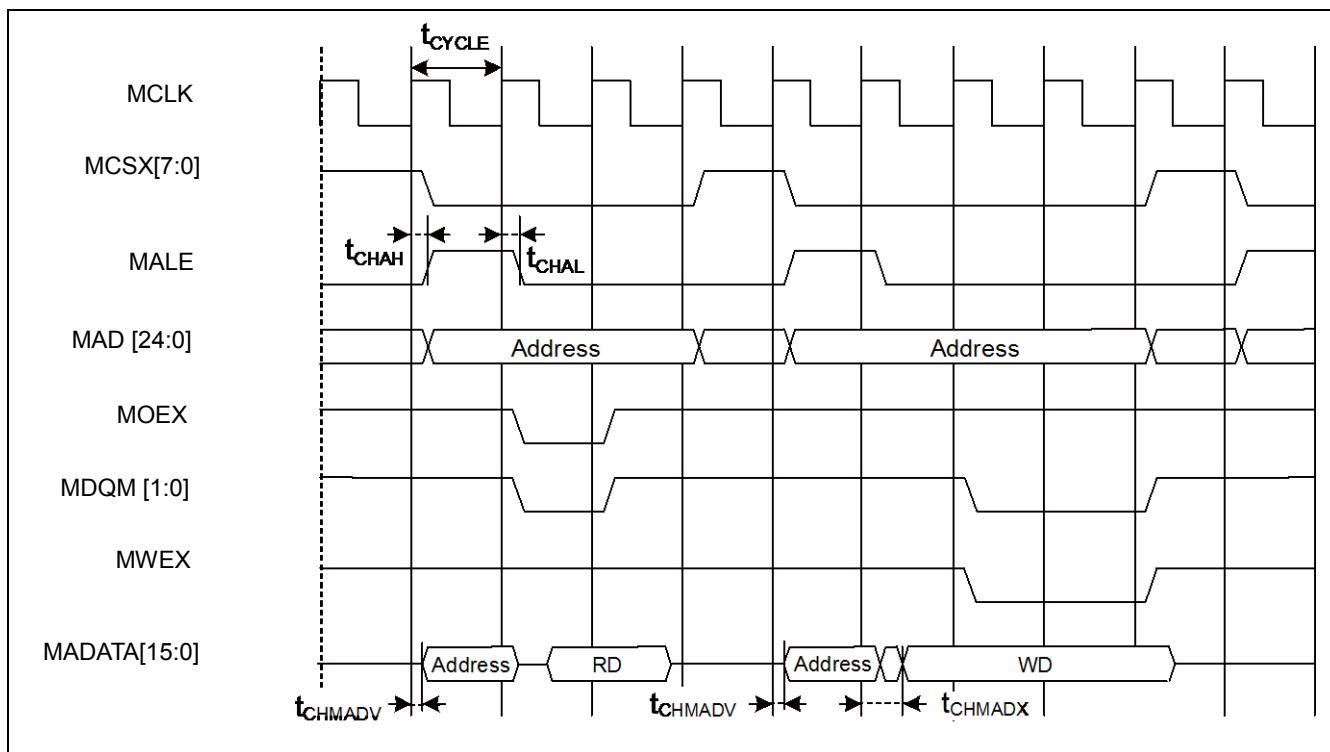 tCYCLE
MCLK
MCSX[7:0]
tCHAH
tCHAL
MALE
MAD [24:0]
Address
Address
MOEX
MDQM [1:0]
MWEX
MADATA[15:0]
Address
RD
Address
WD
tCHMADV
tCHMADV
tCHMADX